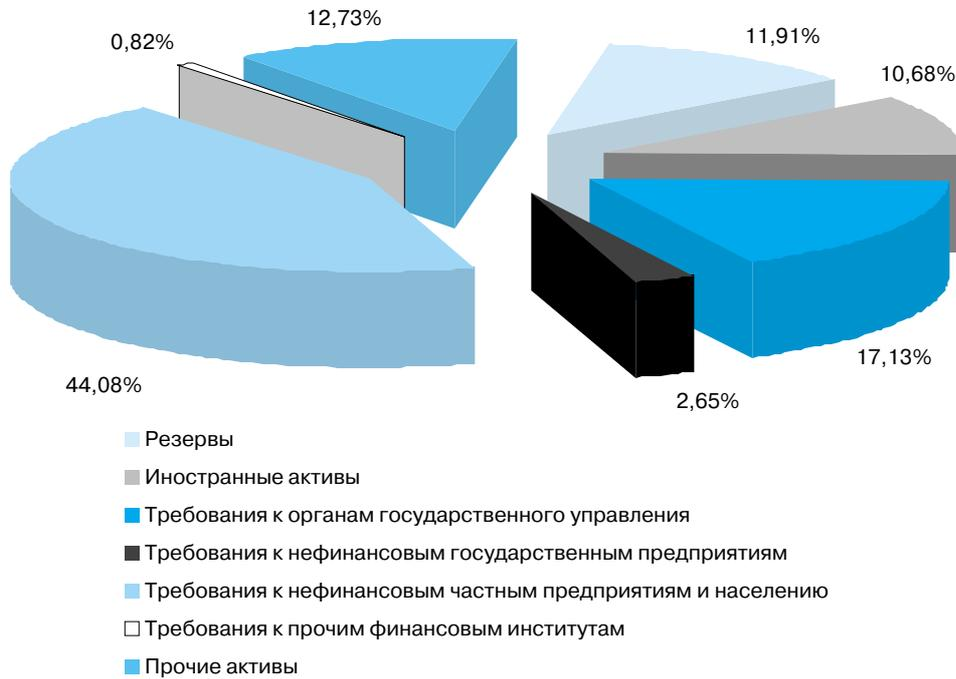 12,73%
0,82%
11,91%
10,68%
17,13%
44,08%
2,65%
Резервы
Иностранные активы
Требования к органам государственного управления
Требования к нефинансовым государственным предприятиям
Требования к нефинансовым частным предприятиям и населению
Требования к прочим финансовым институтам
Прочие активы